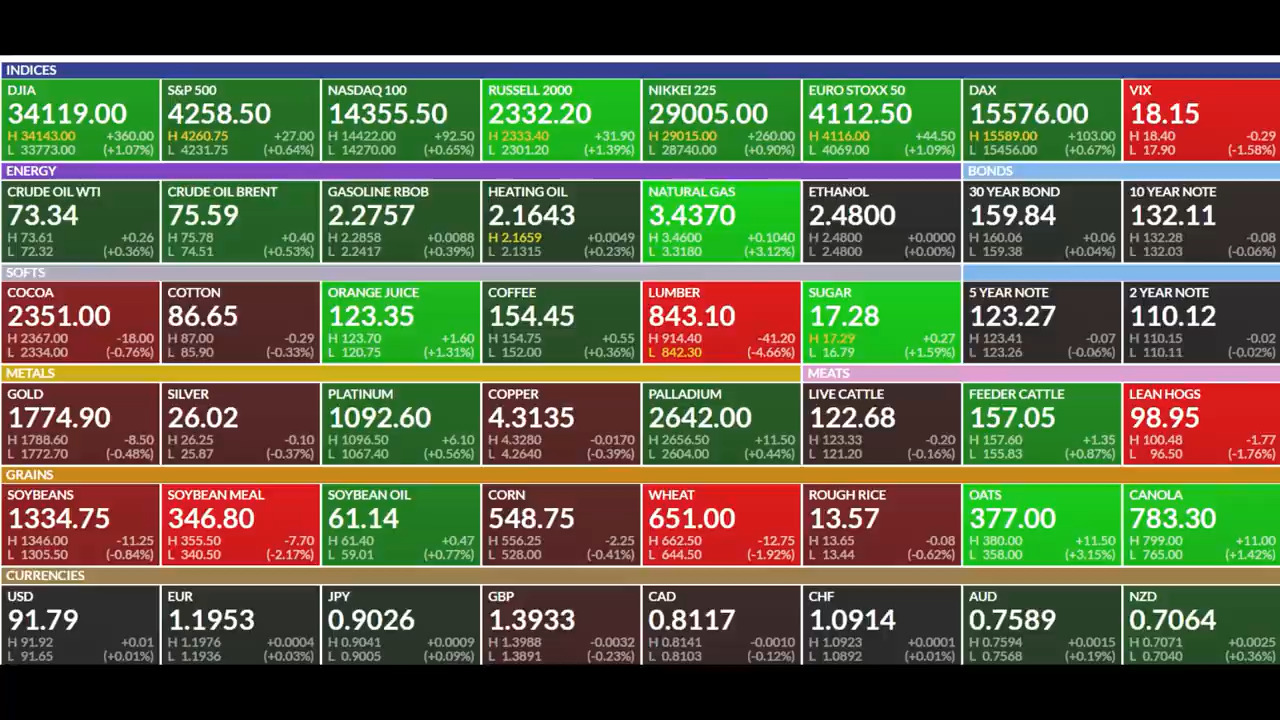 INDICES
DJIA S&P 500 NASDAQ 100 RUSSELL 2000 NIKKEI 225 EURO STOXX 50 DAX VIX
34119.00 4258.50 14355.50 2332.20 29005.00 4112.50 15576.00 18.15
H 34143.00 +360.00 H 4260.75 +27.00 H 14422.00 +92.50 H 2333.40 +31.90 H 29015.00 +260.00 H 4116.00 +44.50 H 15589.00 +103.00 H 18.40 -0.29
L 33773.00 (+1.07%) L 4231.75 (+0.64%) L 14270.00 (+0.65%) L 2301.20 (+1.39%) L 28740.00 (+0.90%) L 4069.00 (+1.09%) L 15456.00 (+0.67%) L 17.90 (-1.58%)
ENERGY BONDS
CRUDE OIL WTI CRUDE OIL BRENT GASOLINE RBOB HEATING OIL NATURAL GAS ETHANOL 30 YEAR BOND 10 YEAR NOTE
73.34 75.59 2.2757 2.1643 3.4370 2.4800 159.84 132.11
H 73.61 +0.26 H 75.78 +0.40 H 2.2858 +0.0088 H 2.1659 +0.0049 H 3.4600 +0.1040 H 2.4800 +0.0000 H 160.06 +0.06 H 132.28 -0.08
L 72.32 (+0.36%) L 74.51 (+0.53%) L 2.2417 (+0.39%) L 2.1315 (+0.23%) L 3.3180 (+3.12%) L 2.4800 (+0.00%) L 159.38 (+0.04%) L 132.03 (-0.06%)
SOFTS
COCOA COTTON ORANGE JUICE COFFEE LUMBER SUGAR 5 YEAR NOTE 2 YEAR NOTE
2351.00 86.65 123.35 154.45 843.10 17.28 123.27 110.12
H 2367.00 -18.00 H 87.00 -0.29 H 123.70 +1.60 H 154.75 +0.55 H 914.40 -41.20 H 17.29 +0.27 H 123.41 -0.07 H 110.15 -0.02
L 2334.00 (-0.76%) L 85.90 (-0.33%) L 120.75 (+1.31%) L 152.00 (+0.36%) L 842.30 (-4.66%) L 16.79 (+1.59%) L 123.26 (-0.06%) L 110.11 (-0.02%)
METALS MEATS
GOLD SILVER PLATINUM COPPER PALLADIUM LIVE CATTLE FEEDER CATTLE LEAN HOGS
1774.90 26.02 1092.60 4.3135 2642.00 122.68 157.05 98.95
H 1788.60 -8.50 H 26.25 -0.10 H 1096.50 +6.10 H 4.3280 -0.0170 H 2656.50 +11.50 H 123.33 -0.20 H 157.60 +1.35 H 100.48 -1.77
L 1772.70 (-0.48%) L 25.87 (-0.37%) L 1067.40 (+0.56%) L 4.2640 (-0.39%) L 2604.00 (+0.44%) L 121.20 (-0.16%) L 155.83 (+0.87%) L 96.50 (-1.76%)
GRAINS
SOYBEANS SOYBEAN MEAL SOYBEAN OIL CORN WHEAT ROUGH RICE OATS CANOLA
1334.75 346.80 61.14 548.75 651.00 13.57 377.00 783.30
H 1346.00 -11.25 H 355.50 -7.70 H 61.40 +0.47 H 556.25 -2.25 H 662.50 -12.75 H 13.65 -0.08 H 380.00 +11.50 H 799.00 +11.00
L 1305.50 (-0.84%) L 340.50 (-2.17%) L 59.01 (+0.77%) L 528.00 (-0.41%) L 644.50 (-1.92%) L 13.44 (-0.62%) L 358.00 (+3.15%) L 765.00 (+1.42%)
CURRENCIES
USD EUR JPY GBP CAD CHF AUD NZD
91.79 1.1953 0.9026 1.3933 0.8117 1.0914 0.7589 0.7064
H 91.92 +0.01 H 1.1976 +0.0004 H 0.9041 +0.0009 H 1.3988 -0.0032 H 0.8141 -0.0010 H 1.0923 +0.0001 H 0.7594 +0.0015 H 0.7071 +0.0025
L 91.65 (+0.01%) L 1.1936 (+0.03%) L 0.9005 (+0.09%) L 1.3891 (-0.23%) L 0.8103 (-0.12%) L 1.0892 (+0.01%) L 0.7568 (+0.19%) L 0.7040 (+0.36%)